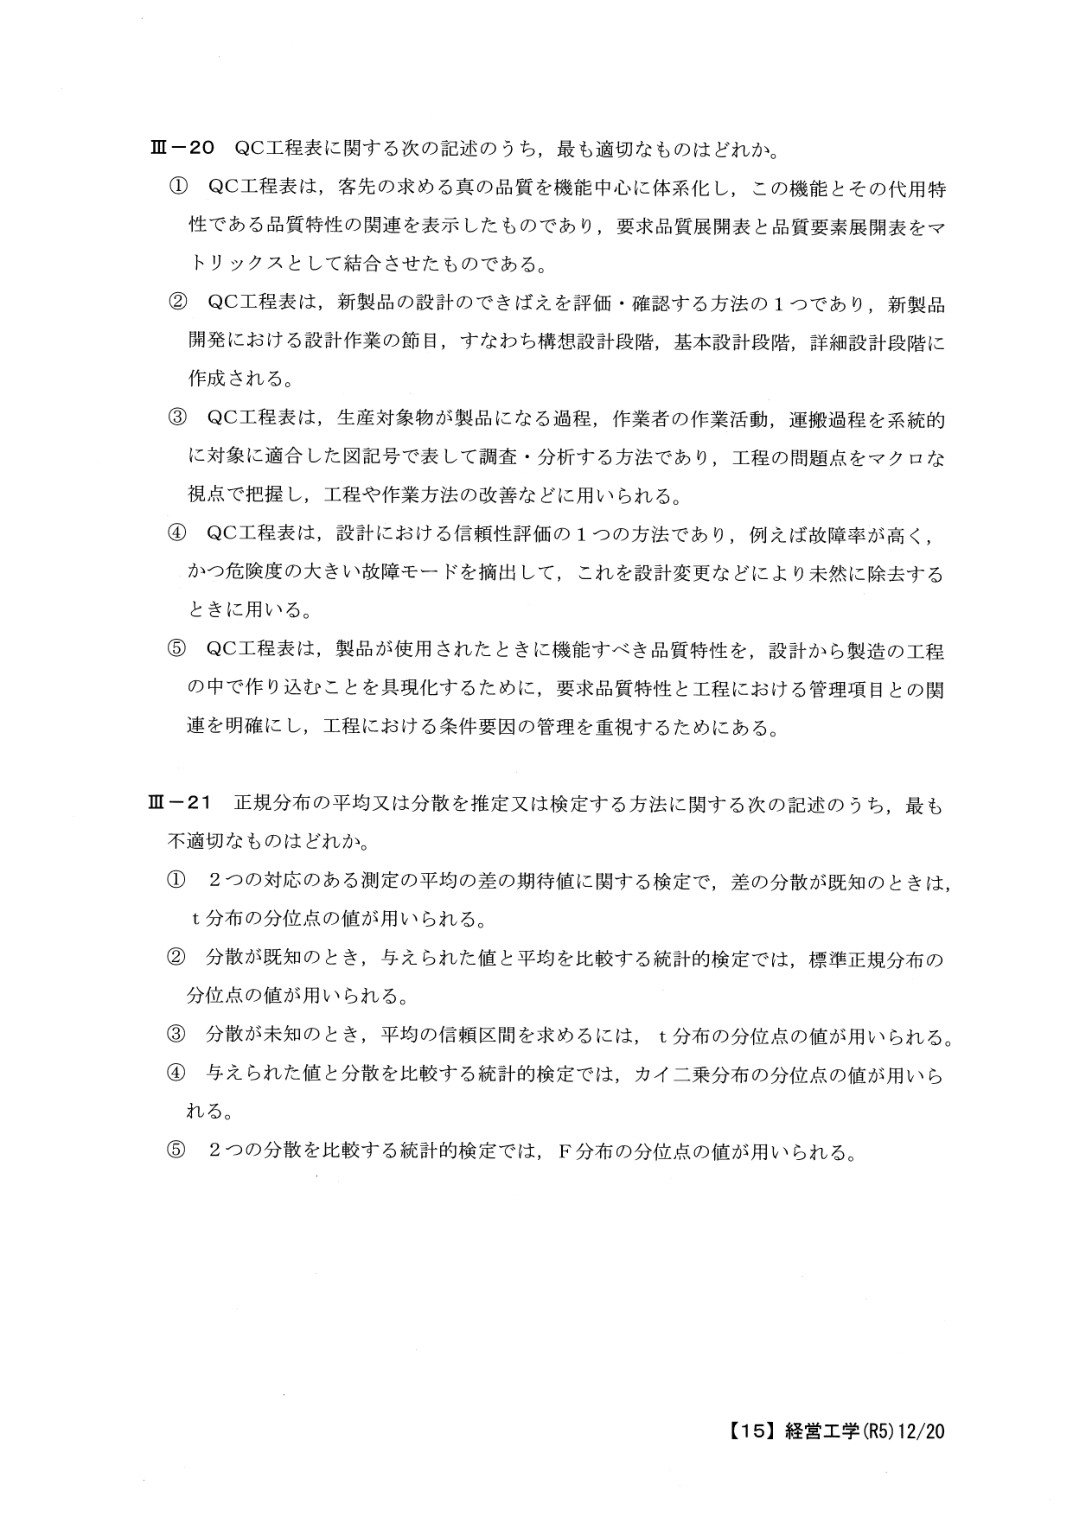 Ⅲ－20　QC工程表に関する次の記述のうち，最も適切なものはどれか。
①　QC工程表は，客先の求める真の品質を機能中心に体系化し，この機能とその代用特
性である品質特性の関連を表示したものであり，要求品質展開表と品質要素展開表をマ
トリックスとして結合させたものである。
②　QC工程表は，新製品の設計のできばえを評価・確認する方法の１つであり，新製品
開発における設計作業の節目，すなわち構想設計段階，基本設計段階，詳細設計段階に
作成される。
③　QC工程表は，生産対象物が製品になる過程，作業者の作業活動，運搬過程を系統的
に対象に適合した図記号で表して調査・分析する方法であり，工程の問題点をマクロな
視点で把握し，工程や作業方法の改善などに用いられる。
④　QC工程表は，設計における信頼性評価の１つの方法であり，例えば故障率が高く，
かつ危険度の大きい故障モードを摘出して，これを設計変更などにより未然に除去する
ときに用いる。
⑤　QC工程表は，製品が使用されたときに機能すべき品質特性を，設計から製造の工程
の中で作り込むことを具現化するために，要求品質特性と工程における管理項目との関
連を明確にし，工程における条件要因の管理を重視するためにある。
Ⅲ－21　正規分布の平均又は分散を推定又は検定する方法に関する次の記述のうち，最も
不適切なものはどれか。
①　２つの対応のある測定の平均の差の期待値に関する検定で，差の分散が既知のときは，
ｔ分布の分位点の値が用いられる。
②　分散が既知のとき，与えられた値と平均を比較する統計的検定では，標準正規分布の
分位点の値が用いられる。
③　分散が未知のとき，平均の信頼区間を求めるには，ｔ分布の分位点の値が用いられる。
④　与えられた値と分散を比較する統計的検定では，カイ二乗分布の分位点の値が用いら
れる。
⑤　２つの分散を比較する統計的検定では，Ｆ分布の分位点の値が用いられる。
【15】経営工学(R5)12/20